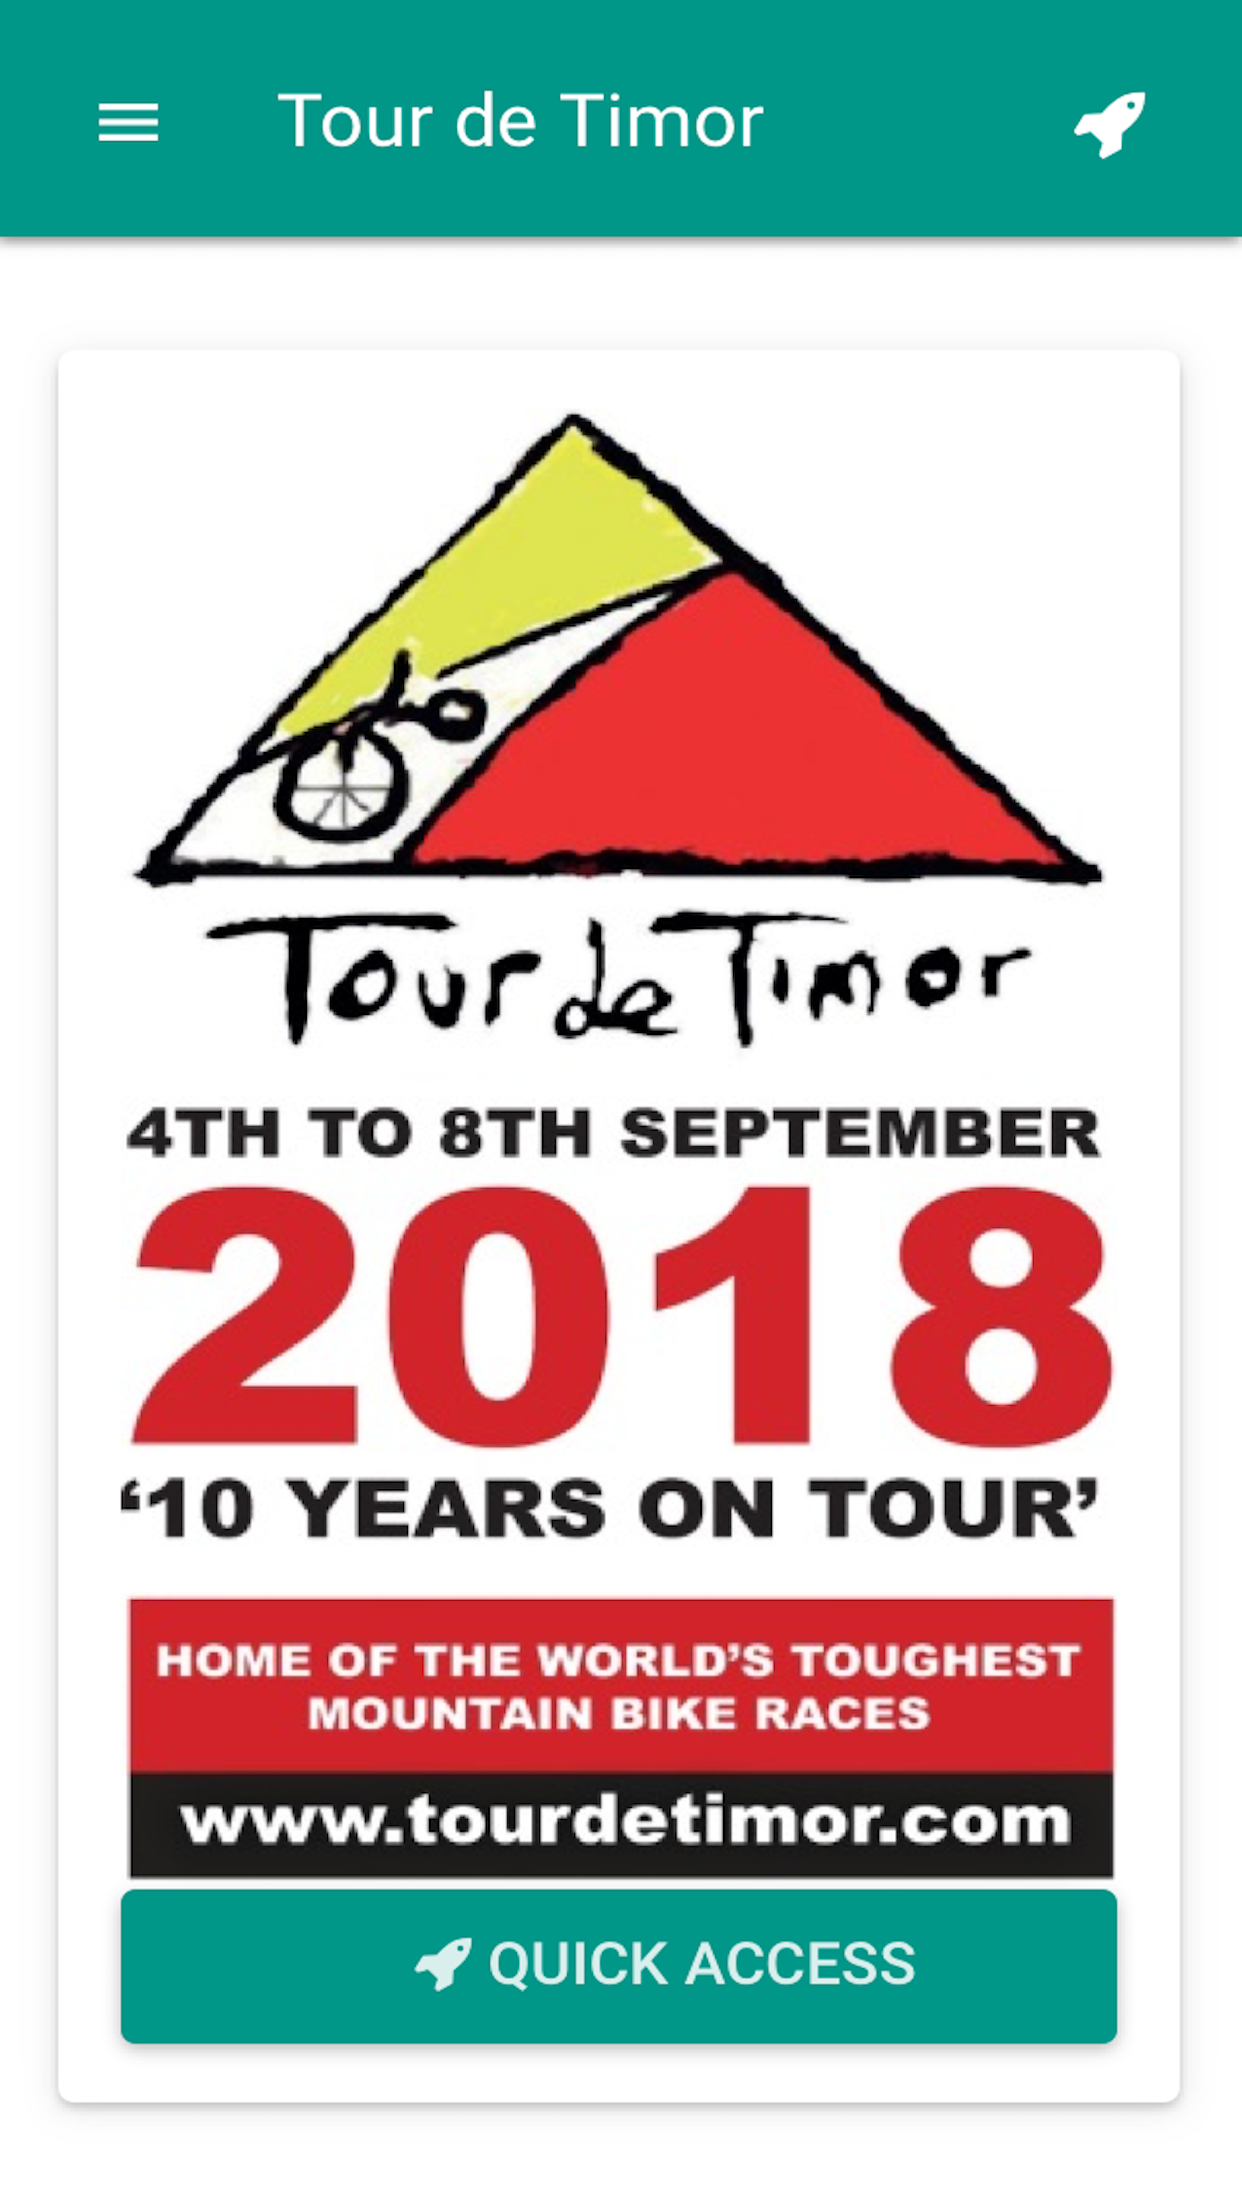 Tour de Timor
Tour de Timor
4TH TO 8TH SEPTEMBER
2018
‘10 YEARS ON TOUR’
HOME OF THE WORLD’S TOUGHEST
MOUNTAIN BIKE RACES
www.tourdetimor.com
QUICK ACCESS